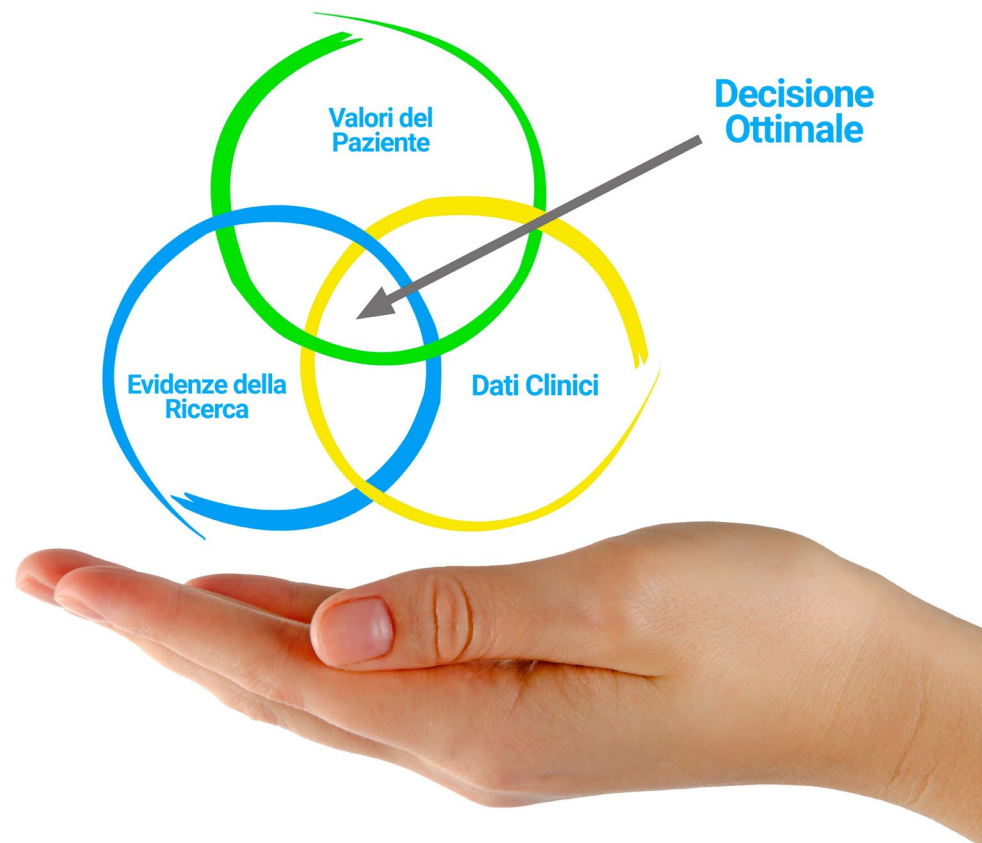 Valori del
Paziente
Decisione
Ottimale
Evidenze della
Ricerca
Dati Clinici